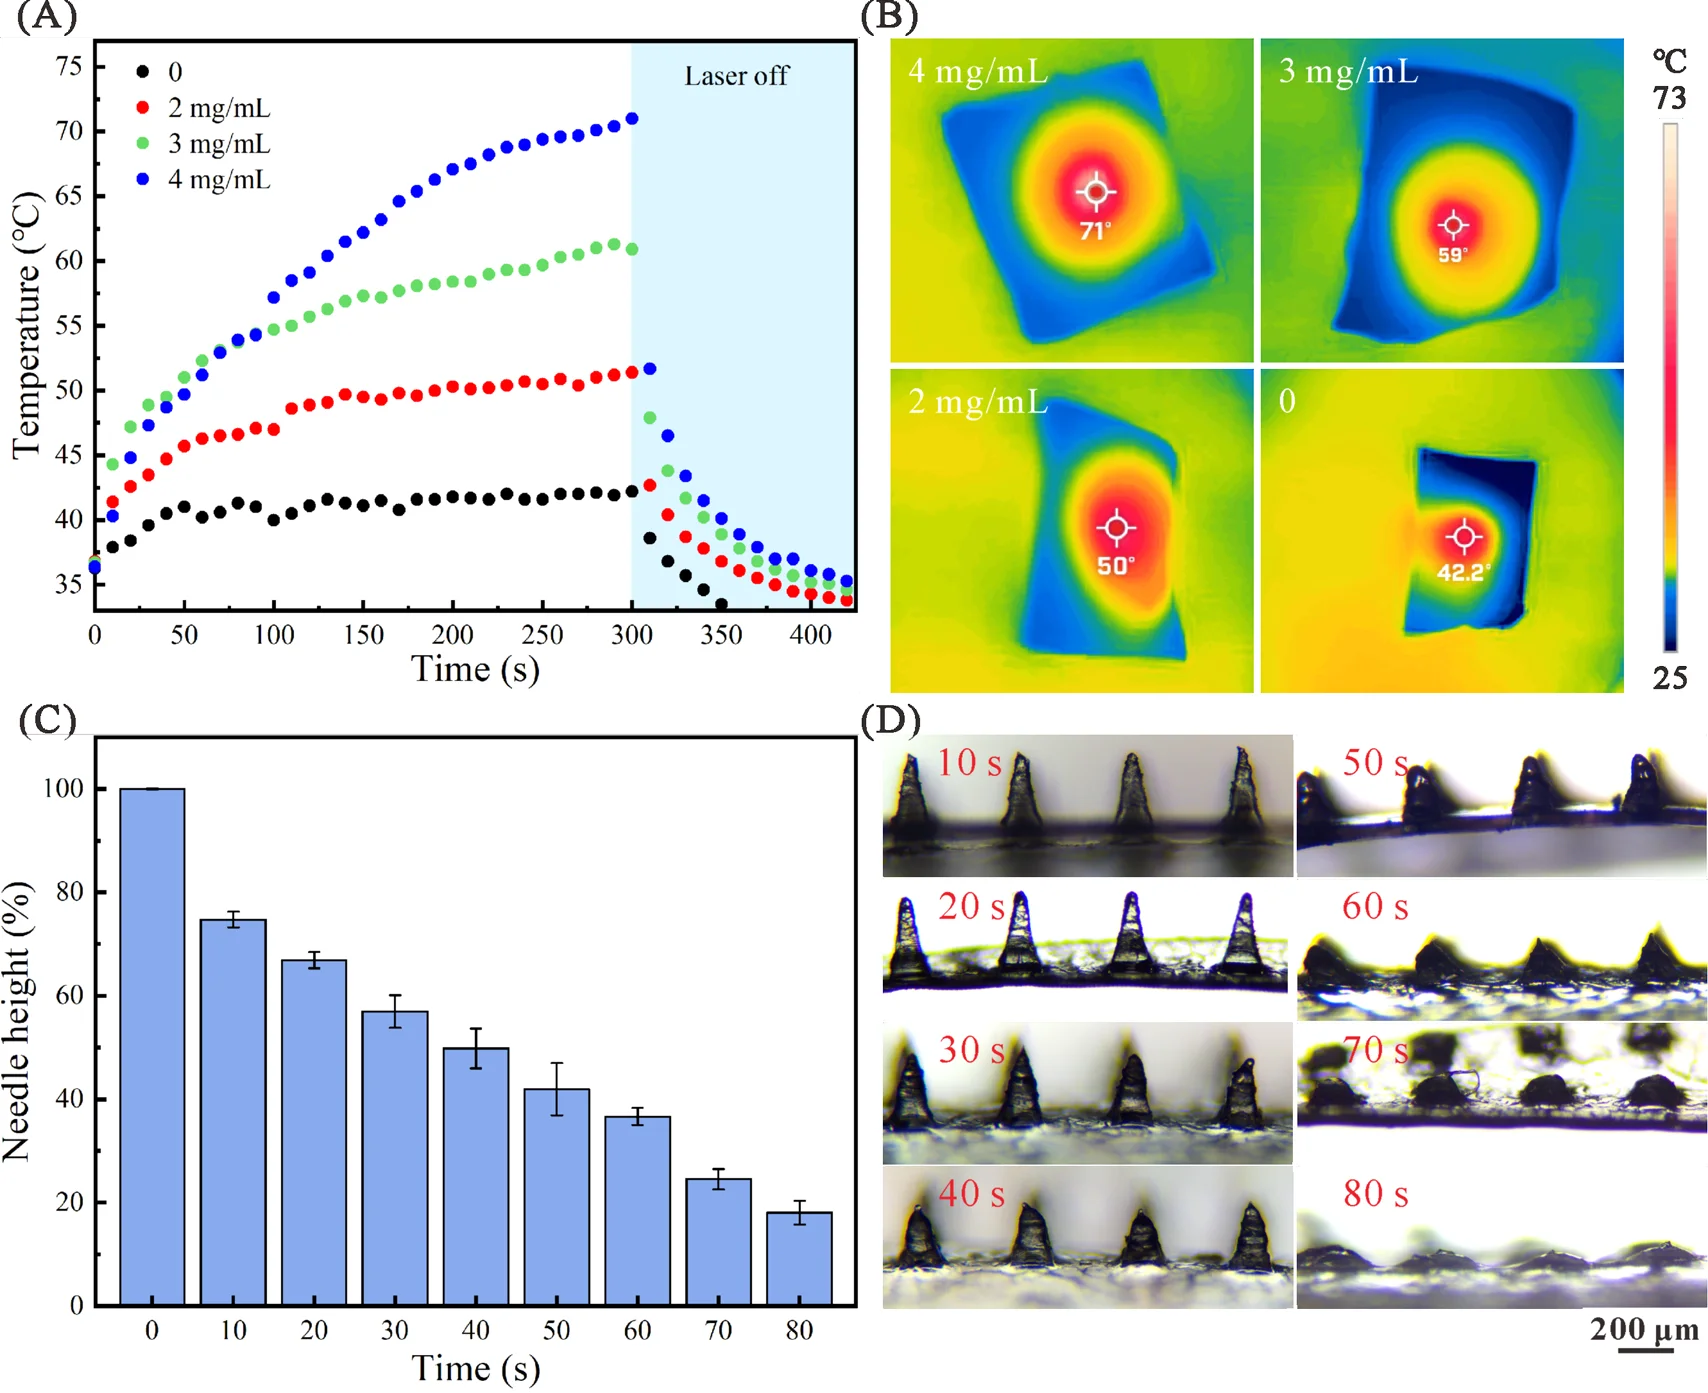 (A)
75
70
65
60
55
50
45
40
35
Temperature (°C)
0
2 mg/mL
3 mg/mL
4 mg/mL
Laser off
0 50 100 150 200 250 300 350 400
Time (s)
(B)
4 mg/mL
71°
3 mg/mL
59°
2 mg/mL
50°
0
42.2°
°C
73
25
(C)
100
80
60
40
20
0
Needle height (%)
0 10 20 30 40 50 60 70 80
Time (s)
(D)
10 s
50 s
20 s
60 s
30 s
70 s
40 s
80 s
200 μm